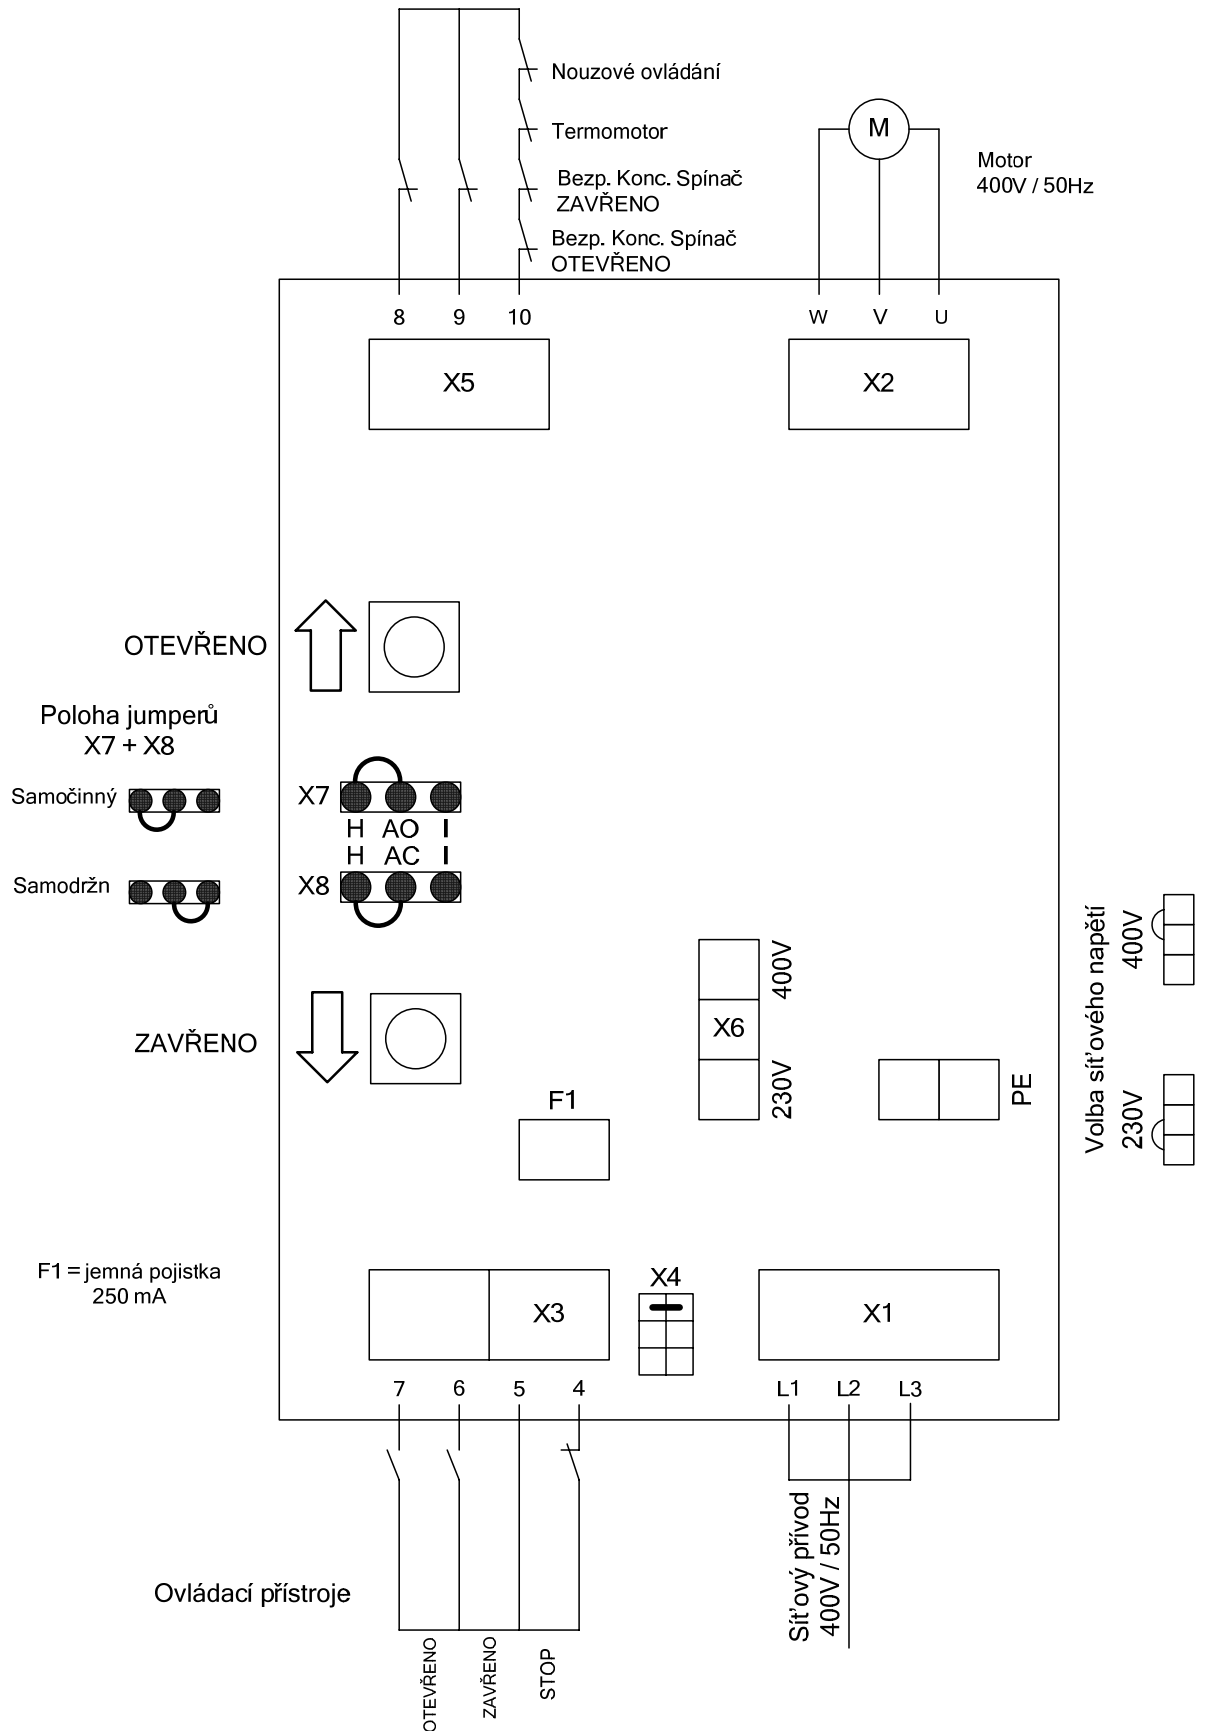 Nouzové ovládání
Termomotor
Bezp. Konc. Spínač
ZAVŘENO
Bezp. Konc. Spínač
OTEVŘENO
M
Motor
400V / 50Hz
8 9 10
W V U
X5
X2
OTEVŘENO
Poloha jumperů
X7 + X8
Samočinný
X7
H AO I
H AC I
Samodržn
X8
ZAVŘENO
400V
X6
230V
PE
F1
Volba síťového napětí
400V
230V
F1 = jemná pojistka
250 mA
X3
X4
X1
7 6 5 4
L1 L2 L3
Síťový přívod
400V / 50Hz
Ovládací přístroje
OTEVŘENO
ZAVŘENO
STOP